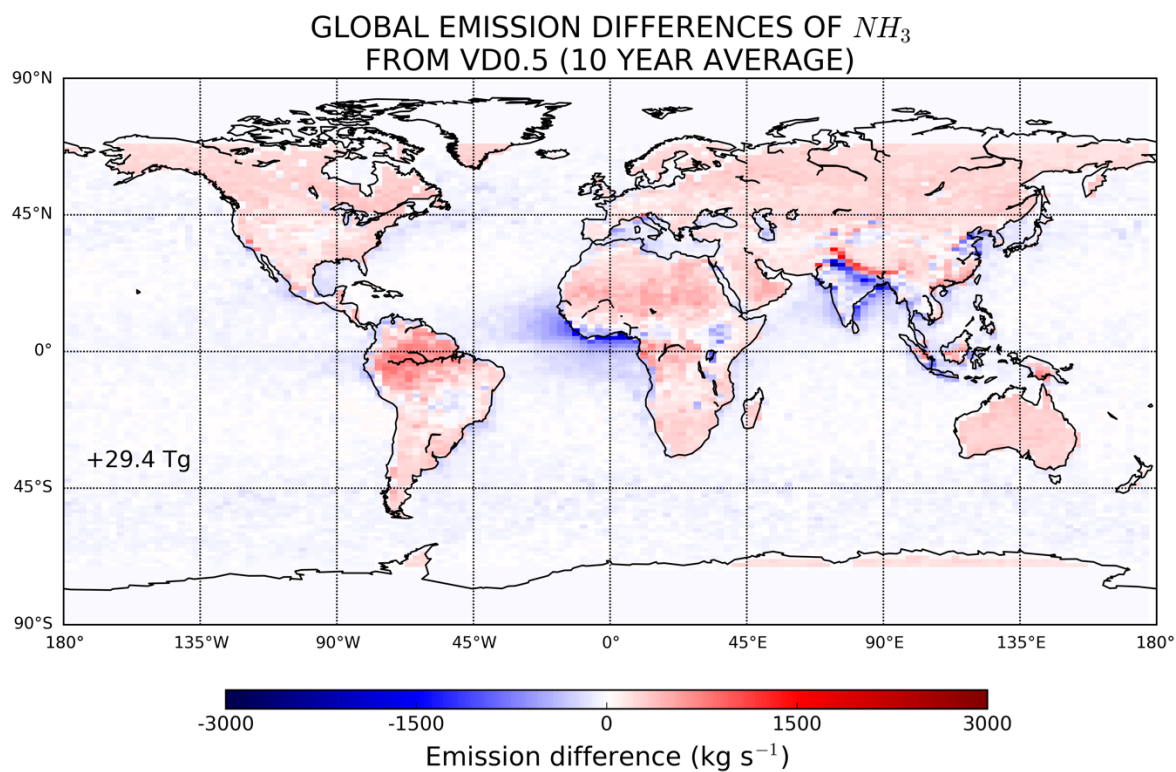 GLOBAL EMISSION DIFFERENCES OF NH₃
FROM VD0.5 (10 YEAR AVERAGE)
90°N
45°N
0°
+29.4 Tg
45°S
90°S
180° 135°W 90°W 45°W 0° 45°E 90°E 135°E 180°
-3000 -1500 0 1500 3000
Emission difference (kg s⁻¹)